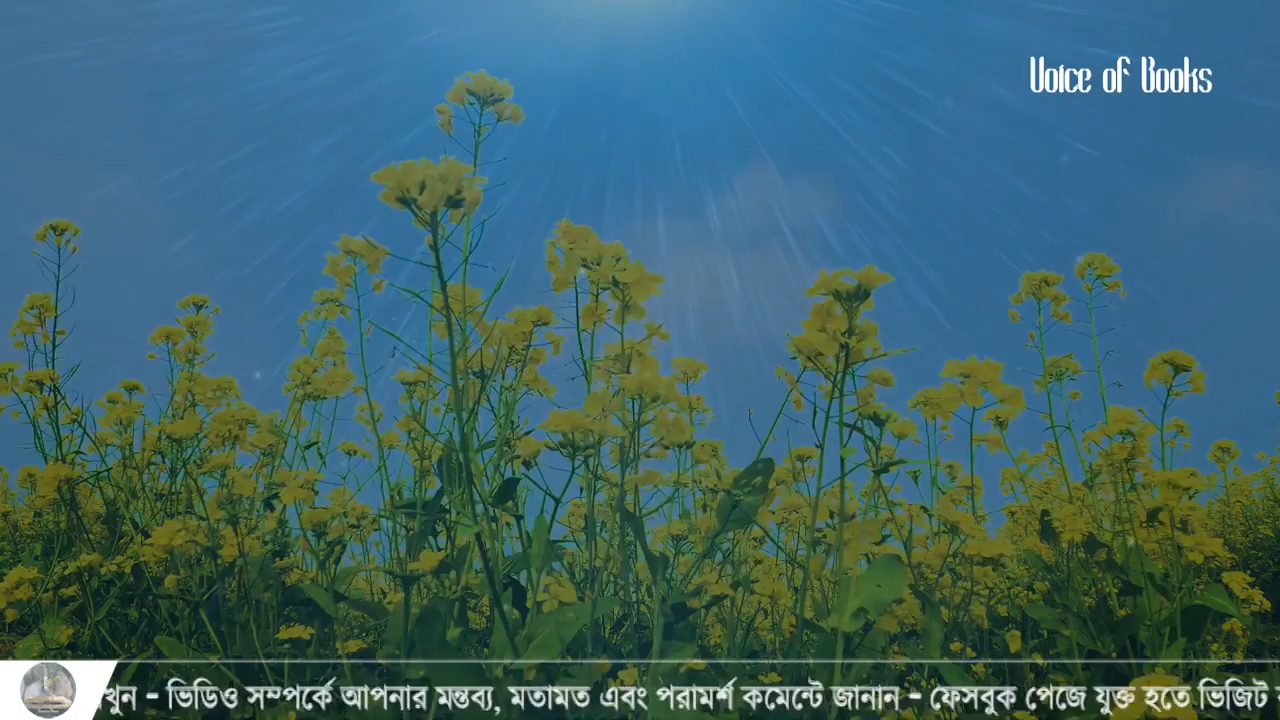 Voice of Books
খুন - ভিডিও সম্পর্কে আপনার মন্তব্য, মতামত এবং পরামর্শ কমেন্টে জানান - ফেসবুক পেজে যুক্ত হতে ভিজিট